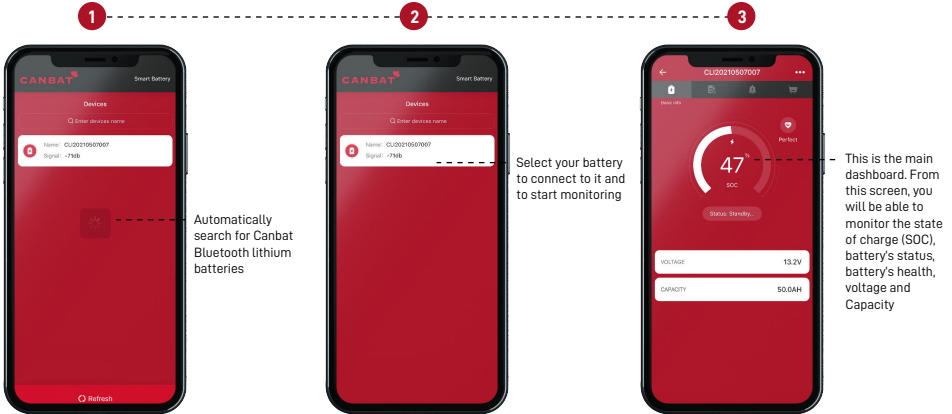 1
2
3
CANBAT
Smart Battery
Devices
Enter devices name
Name: CLI20210507007
Signal: -71db
Refresh
Automatically
search for Canbat
Bluetooth lithium
batteries
CANBAT
Smart Battery
Devices
Enter devices name
Name: CLI20210507007
Signal: -71db
Select your battery
to connect to it and
to start monitoring
CLI20210507007
Basic info
Perfect
47%
SOC
Status: Standby...
VOLTAGE 13.2V
CAPACITY 50.0AH
This is the main
dashboard. From
this screen, you
will be able to
monitor the state
of charge (SOC),
battery's status,
battery's health,
voltage and
Capacity